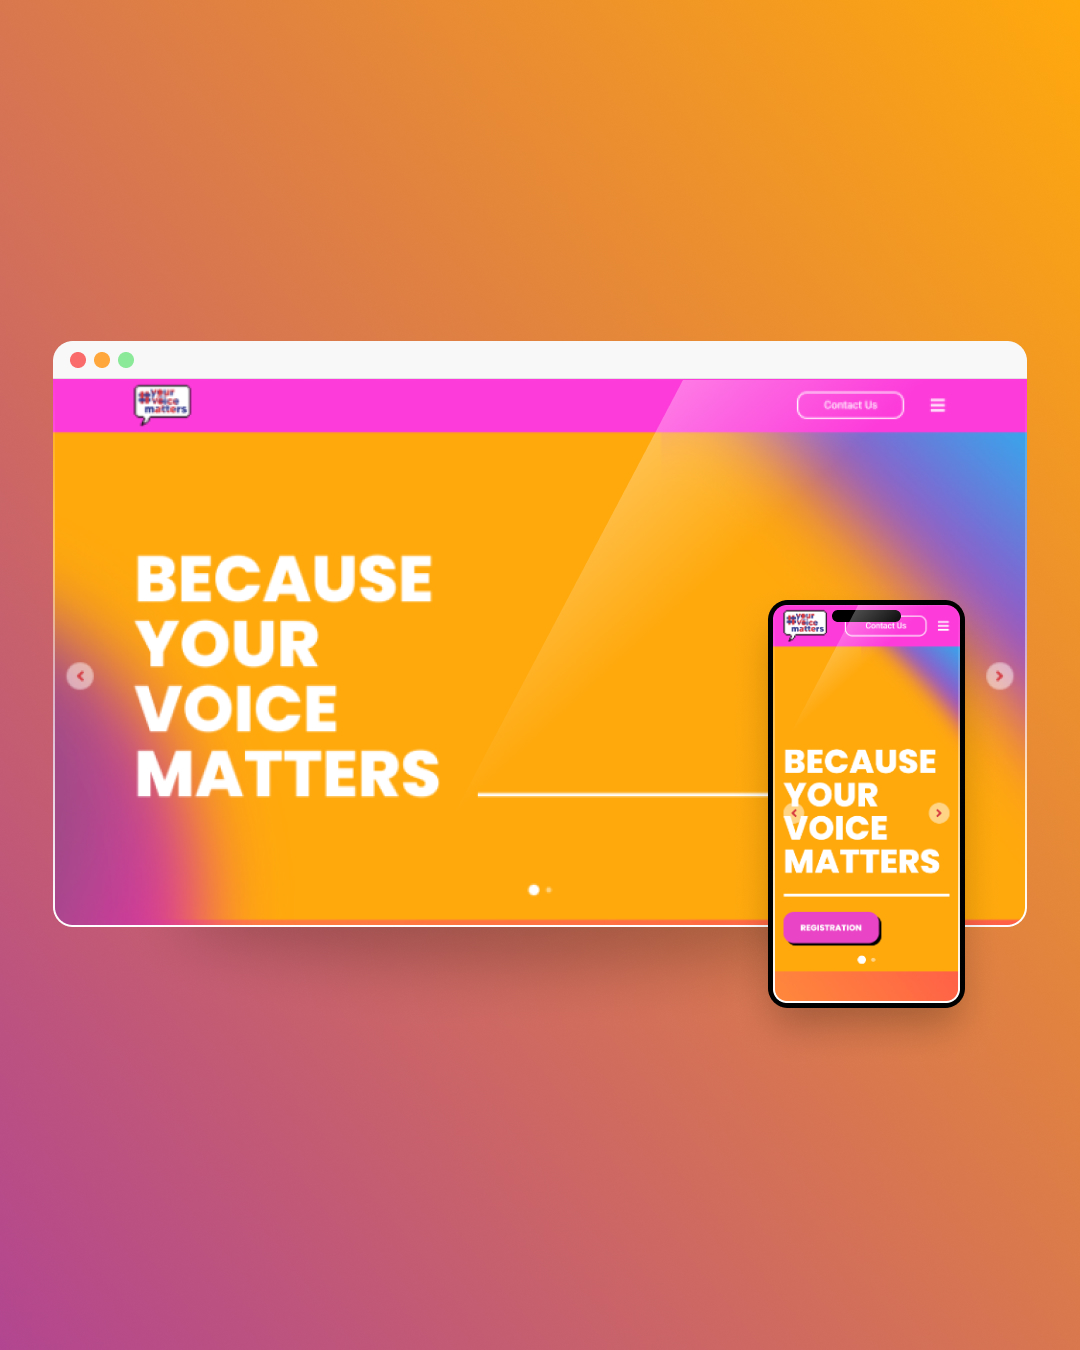 #your
voice
matters
Contact Us
BECAUSE
YOUR
VOICE
MATTERS
#your
voice
matters
Contact Us
BECAUSE
YOUR
VOICE
MATTERS
REGISTRATION